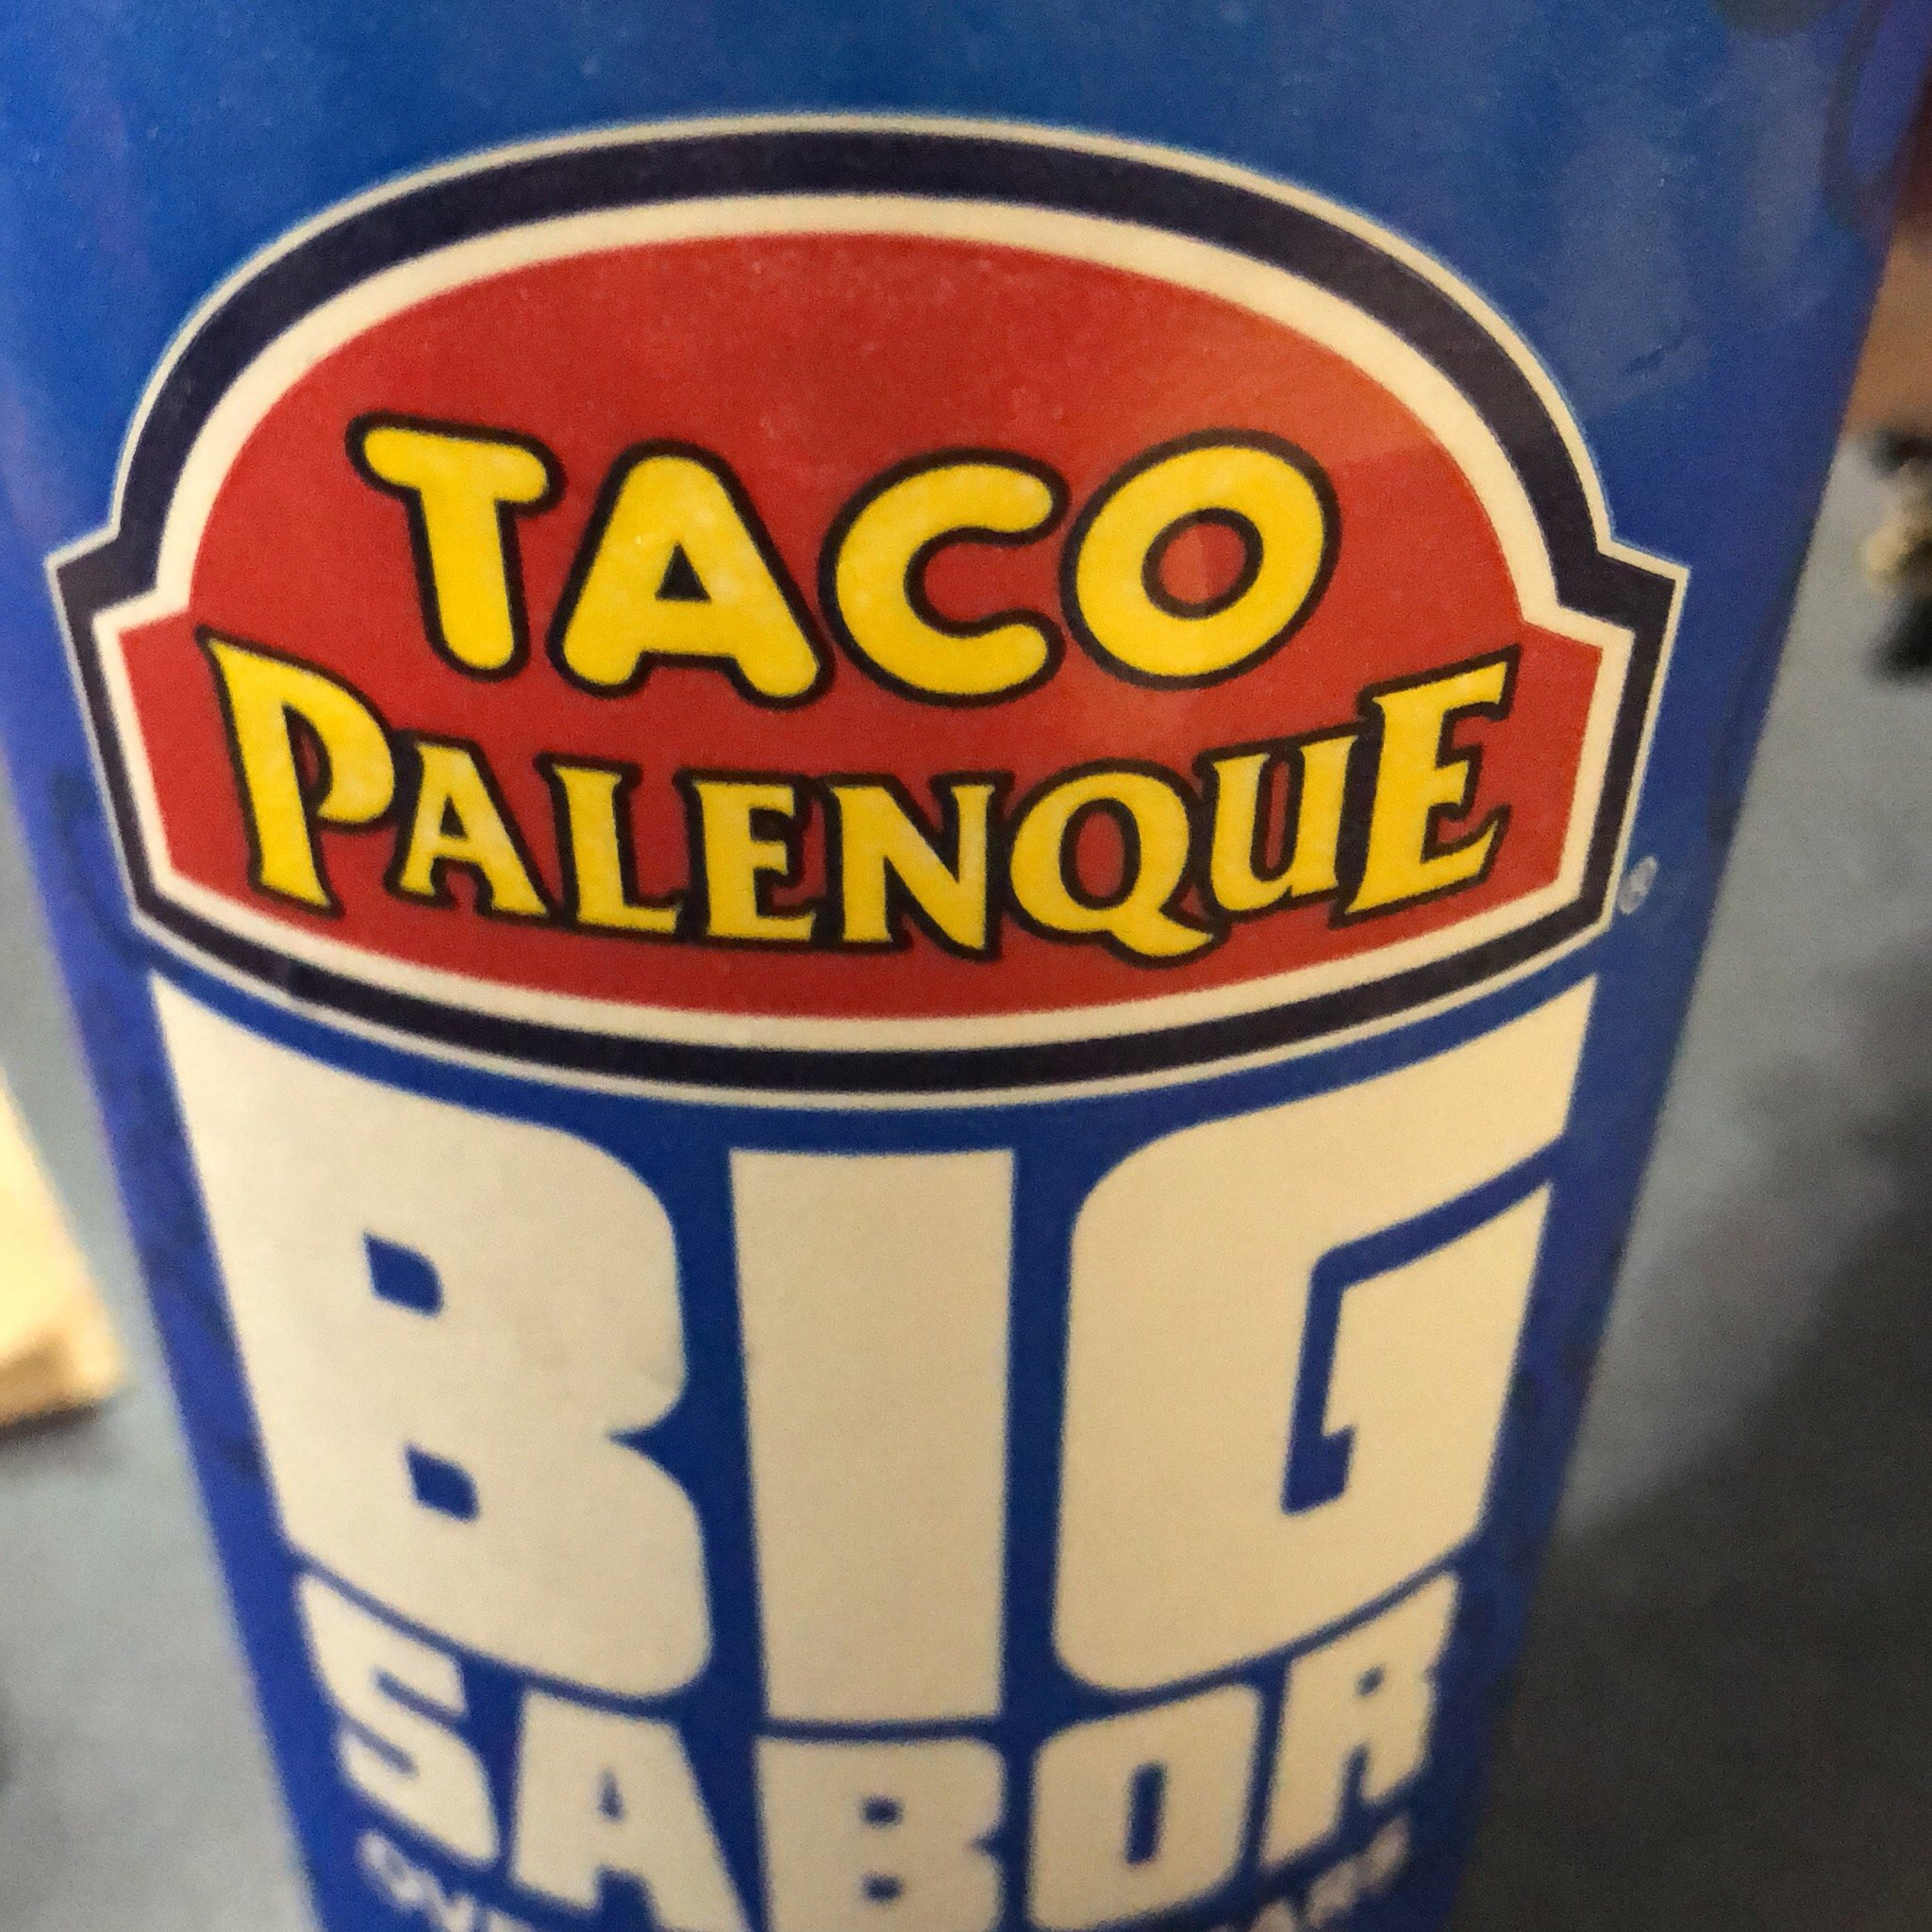 TACO
PALENQUE
®
BIG
SABOR